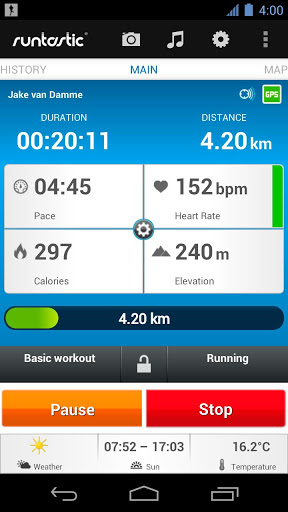 4:00
runtastic
HISTORY MAIN MAP
Jake van Damme GPS
DURATION DISTANCE
00:20:11 4.20 km
04:45 152 bpm
Pace Heart Rate
297 240 m
Calories Elevation
4.20 km
Basic workout Running
Pause Stop
07:52 – 17:03 16.2°C
Weather Sun Temperature